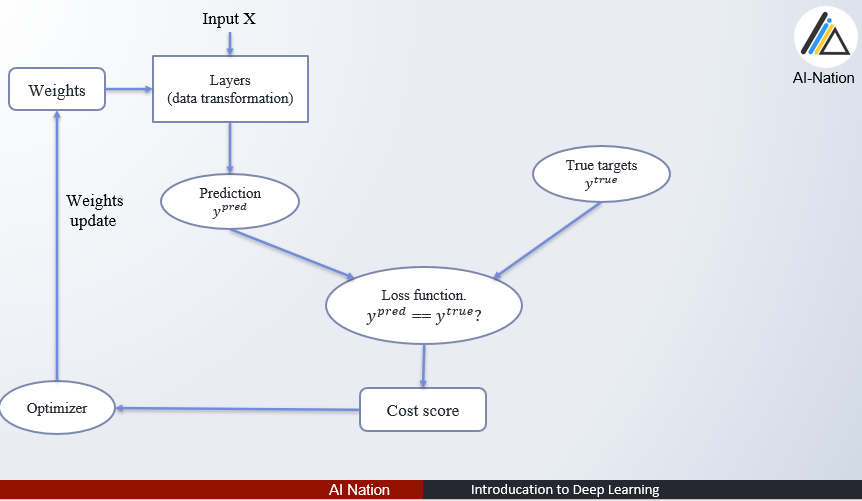 Input X
AI-Nation
Weights
Layers
(data transformation)
True targets
y^true
Prediction
y^pred
Weights
update
Loss function.
y^pred == y^true?
Optimizer
Cost score
AI Nation
Introducation to Deep Learning